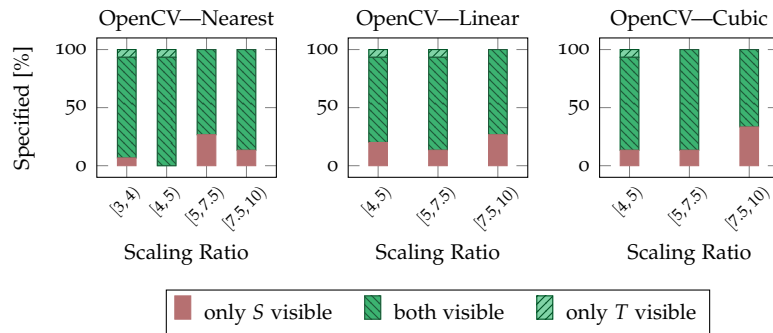 OpenCV—Nearest OpenCV—Linear OpenCV—Cubic
Specified [%]
100 100 100
50 50 50
0 0 0
[3,4) [4,5) [5,7.5) [7.5,10) [4,5) [5,7.5) [7.5,10) [4,5) [5,7.5) [7.5,10)
Scaling Ratio Scaling Ratio Scaling Ratio
only S visible both visible only T visible